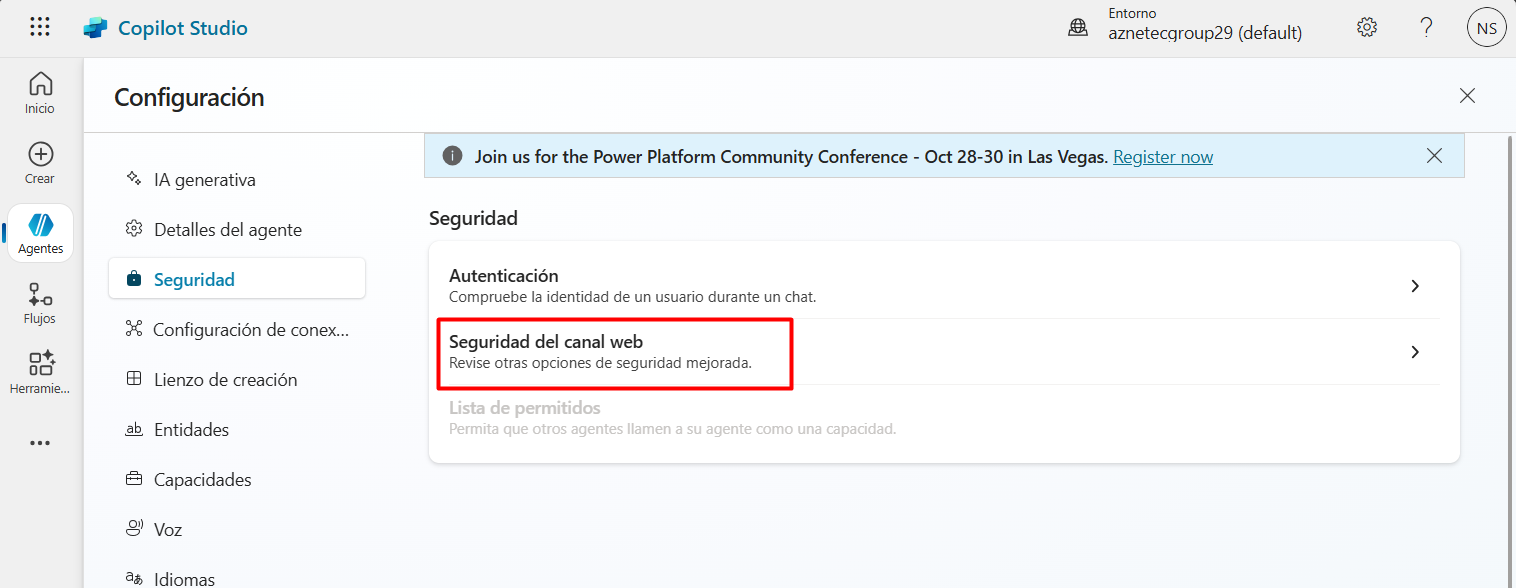 Copilot Studio
Entorno
aznetecgroup29 (default)
?
NS
Inicio
Crear
Agentes
Flujos
Herramie...
Configuración
IA generativa
Detalles del agente
Seguridad
Configuración de conex...
Lienzo de creación
Entidades
Capacidades
Voz
Idiomas
Join us for the Power Platform Community Conference - Oct 28-30 in Las Vegas. Register now
Seguridad
Autenticación
Compruebe la identidad de un usuario durante un chat.
Seguridad del canal web
Revise otras opciones de seguridad mejorada.
Lista de permitidos
Permita que otros agentes llamen a su agente como una capacidad.